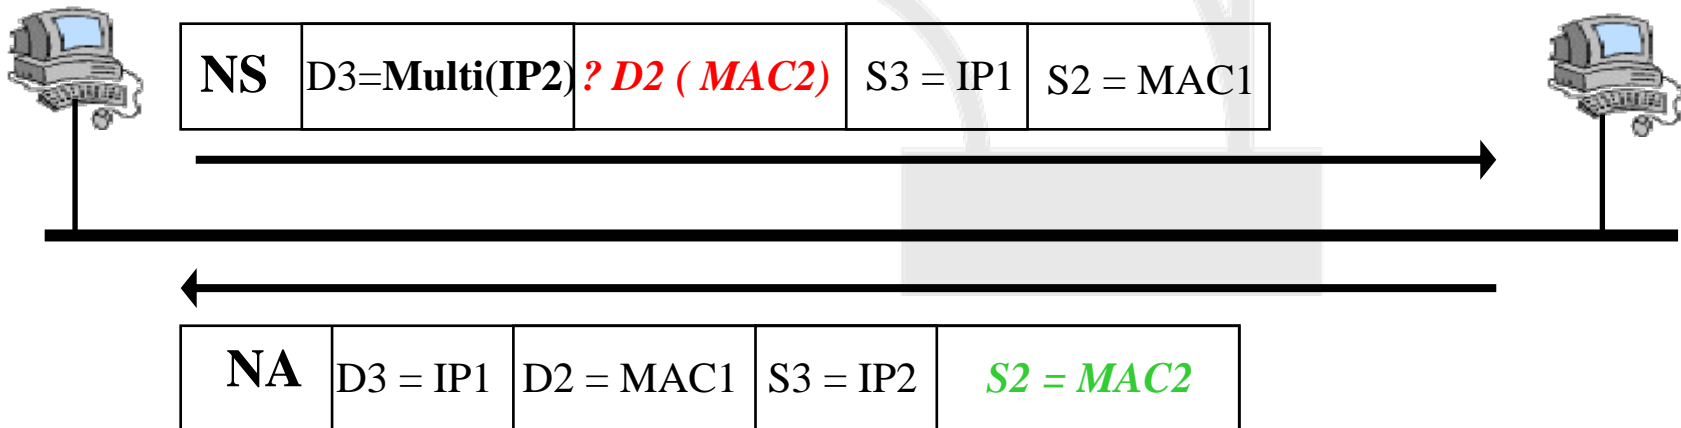 NS D3=Multi(IP2) ? D2 ( MAC2) S3 = IP1 S2 = MAC1
NA D3 = IP1 D2 = MAC1 S3 = IP2 S2 = MAC2